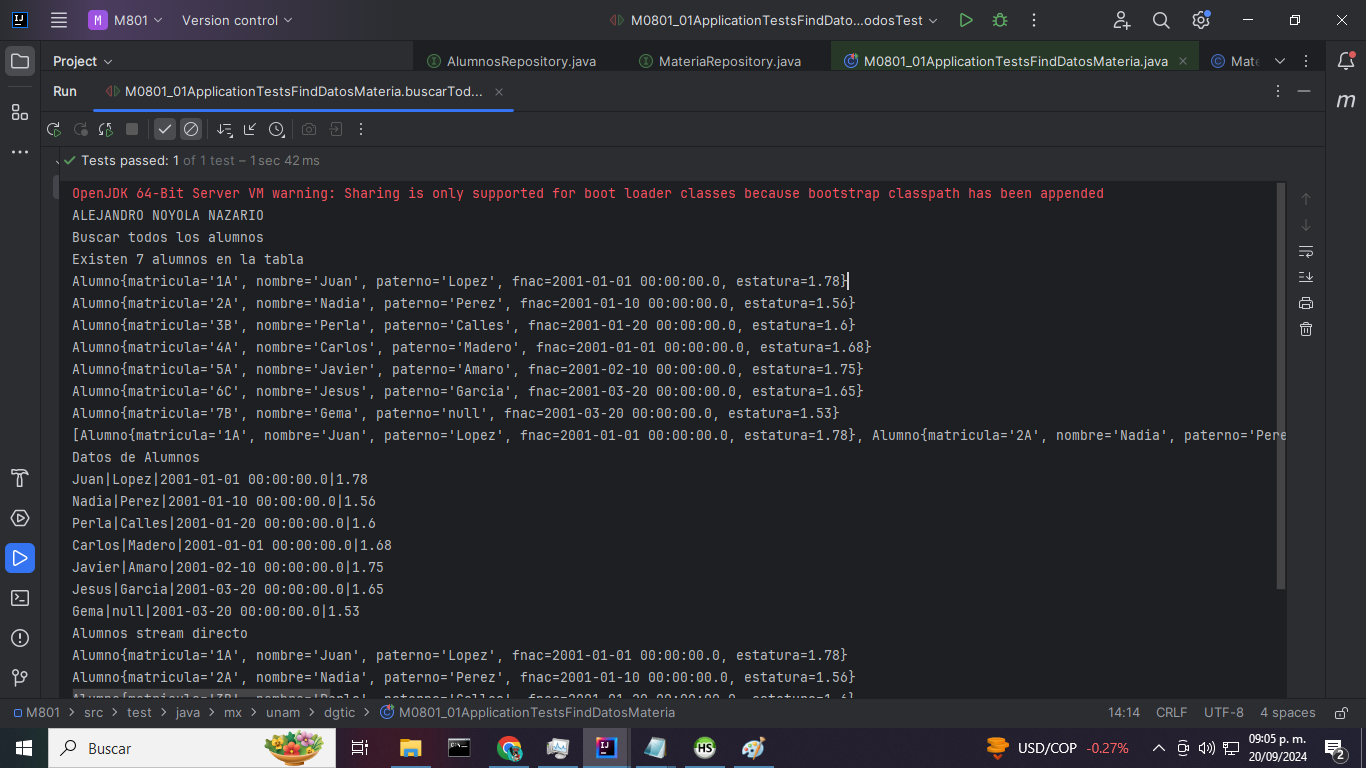 M M801 Version control M0801_01ApplicationTestsFindDato...odosTest
Project AlumnosRepository.java MateriaRepository.java M0801_01ApplicationTestsFindDatosMateria.java Mate
Run M0801_01ApplicationTestsFindDatosMateria.buscarTod...
Tests passed: 1 of 1 test – 1 sec 42 ms
OpenJDK 64-Bit Server VM warning: Sharing is only supported for boot loader classes because bootstrap classpath has been appended
ALEJANDRO NOYOLA NAZARIO
Buscar todos los alumnos
Existen 7 alumnos en la tabla
Alumno{matricula='1A', nombre='Juan', paterno='Lopez', fnac=2001-01-01 00:00:00.0, estatura=1.78}
Alumno{matricula='2A', nombre='Nadia', paterno='Perez', fnac=2001-01-10 00:00:00.0, estatura=1.56}
Alumno{matricula='3B', nombre='Perla', paterno='Calles', fnac=2001-01-20 00:00:00.0, estatura=1.6}
Alumno{matricula='4A', nombre='Carlos', paterno='Madero', fnac=2001-01-01 00:00:00.0, estatura=1.68}
Alumno{matricula='5A', nombre='Javier', paterno='Amaro', fnac=2001-02-10 00:00:00.0, estatura=1.75}
Alumno{matricula='6C', nombre='Jesus', paterno='Garcia', fnac=2001-03-20 00:00:00.0, estatura=1.65}
Alumno{matricula='7B', nombre='Gema', paterno='null', fnac=2001-03-20 00:00:00.0, estatura=1.53}
[Alumno{matricula='1A', nombre='Juan', paterno='Lopez', fnac=2001-01-01 00:00:00.0, estatura=1.78}, Alumno{matricula='2A', nombre='Nadia', paterno='Pere
Datos de Alumnos
Juan|Lopez|2001-01-01 00:00:00.0|1.78
Nadia|Perez|2001-01-10 00:00:00.0|1.56
Perla|Calles|2001-01-20 00:00:00.0|1.6
Carlos|Madero|2001-01-01 00:00:00.0|1.68
Javier|Amaro|2001-02-10 00:00:00.0|1.75
Jesus|Garcia|2001-03-20 00:00:00.0|1.65
Gema|null|2001-03-20 00:00:00.0|1.53
Alumnos stream directo
Alumno{matricula='1A', nombre='Juan', paterno='Lopez', fnac=2001-01-01 00:00:00.0, estatura=1.78}
Alumno{matricula='2A', nombre='Nadia', paterno='Perez', fnac=2001-01-10 00:00:00.0, estatura=1.56}
M801 > src > test > java > mx > unam > dgtic > M0801_01ApplicationTestsFindDatosMateria 14:14 CRLF UTF-8 4 spaces
Buscar USD/COP -0.27% 09:05 p. m.
20/09/2024 2